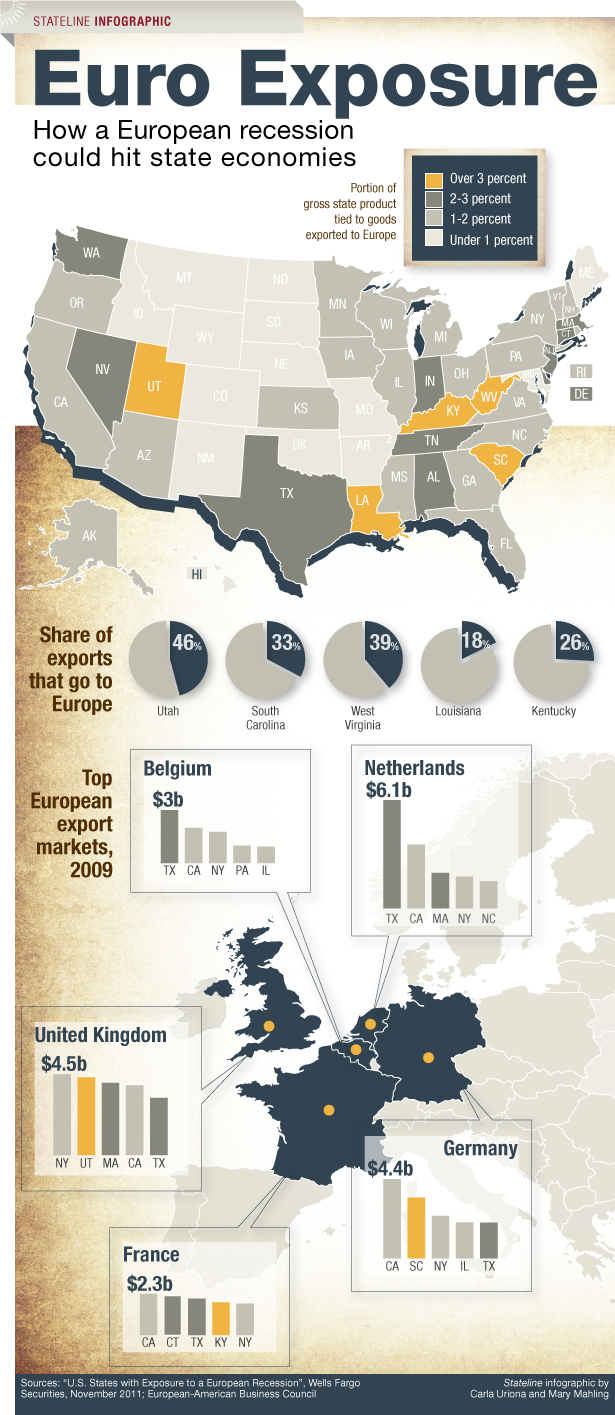 STATELINE INFOGRAPHIC
Euro Exposure
How a European recession
could hit state economies
Portion of
gross state product
tied to goods
exported to Europe
Over 3 percent
2-3 percent
1-2 percent
Under 1 percent
WA
MT
ND
MN
ME
OR
ID
SD
WI
MI
NY
VT
NH
MA
CT
WY
IA
NE
PA
NJ
RI
DE
NV
UT
CO
IL
IN
OH
WV
VA
CA
KS
MO
KY
NC
AZ
NM
OK
AR
TN
SC
TX
MS
AL
GA
LA
AK
FL
HI
Share of
exports
that go to
Europe
46%
33%
39%
18%
26%
Utah
South
Carolina
West
Virginia
Louisiana
Kentucky
Top
European
export
markets,
2009
Belgium
$3b
TX CA NY PA IL
Netherlands
$6.1b
TX CA MA NY NC
United Kingdom
$4.5b
NY UT MA CA TX
Germany
$4.4b
CA SC NY IL TX
France
$2.3b
CA CT TX KY NY
Sources: "U.S. States with Exposure to a European Recession", Wells Fargo
Securities, November 2011; European-American Business Council
Stateline infographic by
Carla Uriona and Mary Mahling